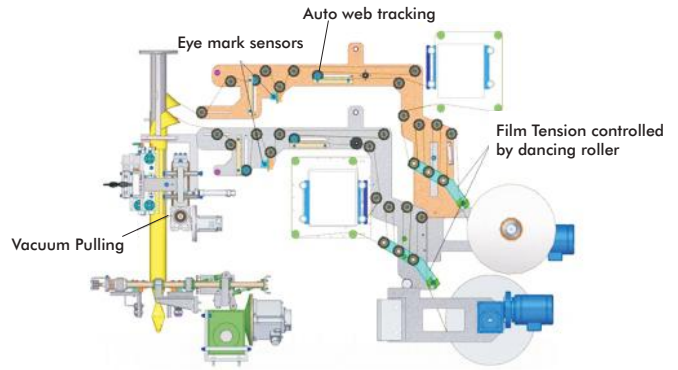 Auto web tracking
Eye mark sensors
Film Tension controlled
by dancing roller
Vacuum Pulling